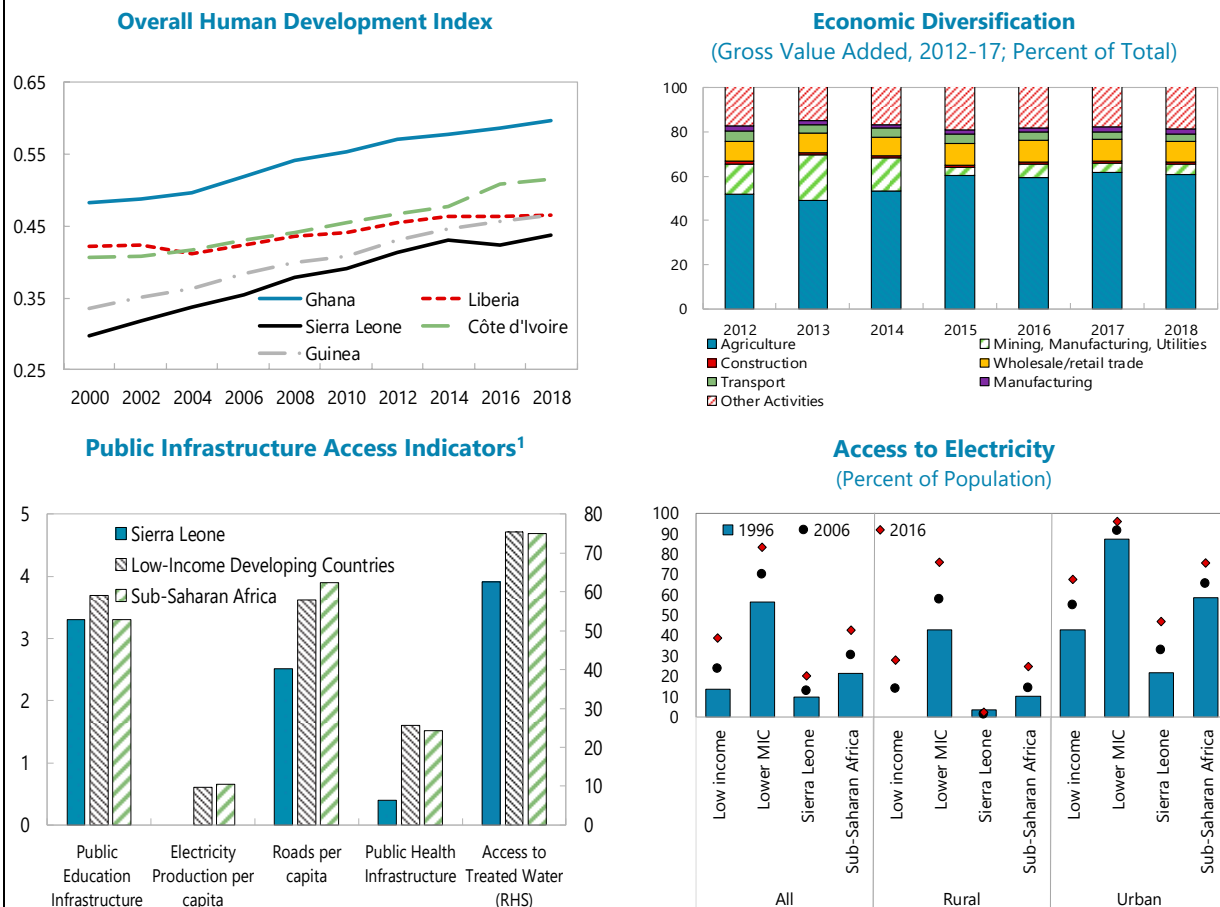 Overall Human Development Index
0.65
0.55
0.45
0.35
0.25
Ghana
Liberia
Sierra Leone
Côte d'Ivoire
Guinea
2000 2002 2004 2006 2008 2010 2012 2014 2016 2018
Economic Diversification
(Gross Value Added, 2012-17; Percent of Total)
100
80
60
40
20
0
2012 2013 2014 2015 2016 2017 2018
Agriculture
Mining, Manufacturing, Utilities
Construction
Wholesale/retail trade
Transport
Manufacturing
Other Activities
Public Infrastructure Access Indicators¹
5
4
3
2
1
0
Sierra Leone
Low-Income Developing Countries
Sub-Saharan Africa
80
70
60
50
40
30
20
10
0
Public
Education
Infrastructure
Electricity
Production per
capita
Roads per
capita
Public Health
Infrastructure
Access to
Treated Water
(RHS)
Access to Electricity
(Percent of Population)
100
90
80
70
60
50
40
30
20
10
0
1996
2006
2016
Low income
Lower MIC
Sierra Leone
Sub-Saharan Africa
Low income
Lower MIC
Sierra Leone
Sub-Saharan Africa
Low income
Lower MIC
Sierra Leone
Sub-Saharan Africa
All
Rural
Urban